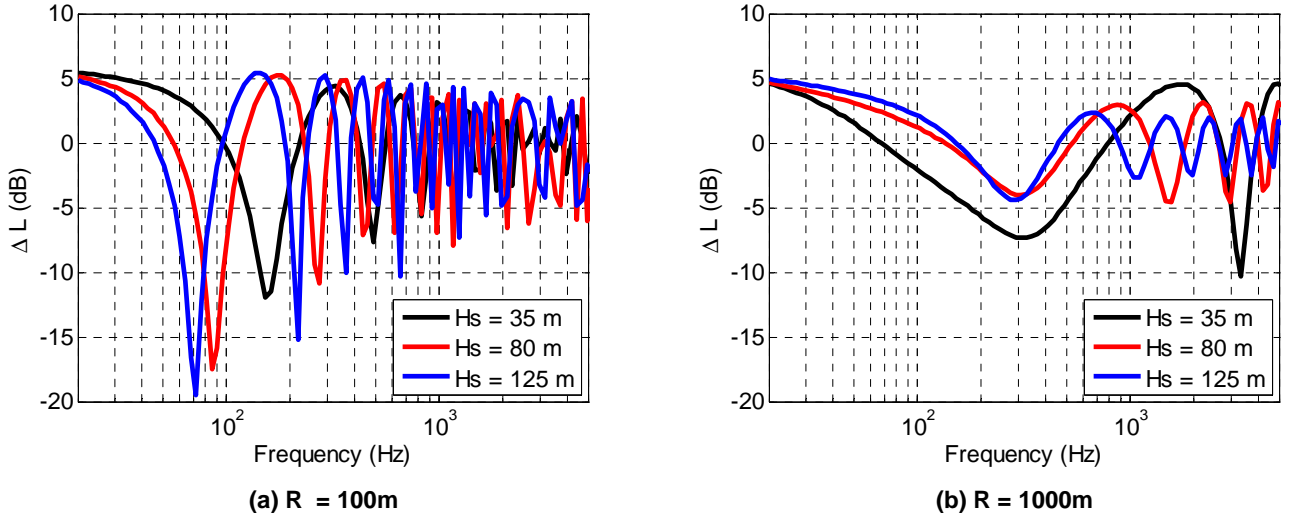 10
5
0
-5
-10
-15
-20
Δ L (dB)
10²
10³
Frequency (Hz)
Hs = 35 m
Hs = 80 m
Hs = 125 m
(a) R = 100m
10
5
0
-5
-10
-15
-20
Δ L (dB)
10²
10³
Frequency (Hz)
Hs = 35 m
Hs = 80 m
Hs = 125 m
(b) R = 1000m